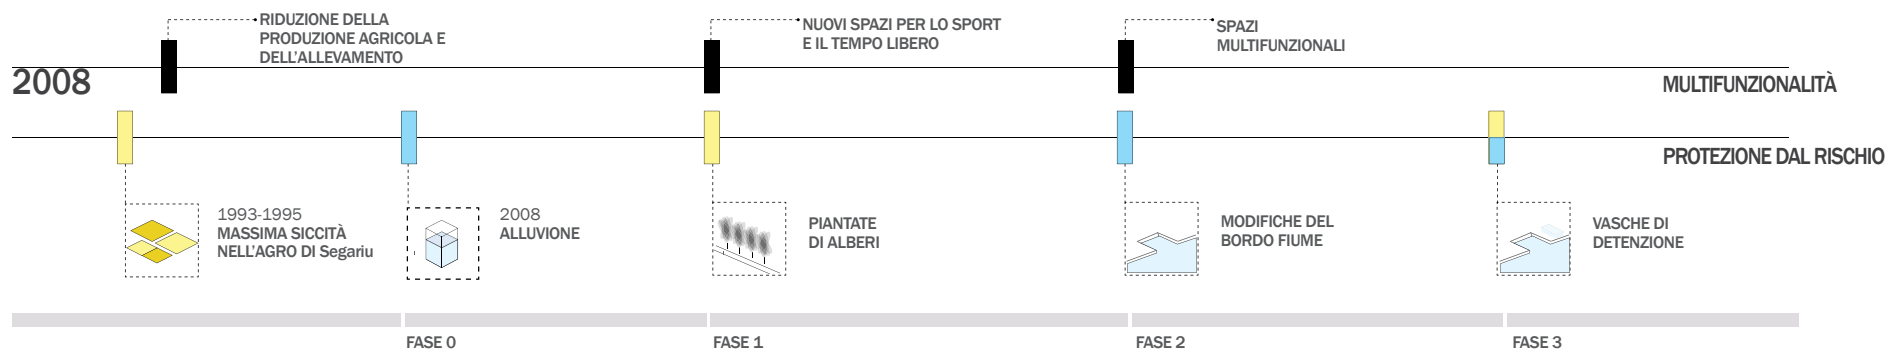 RIDUZIONE DELLA
PRODUZIONE AGRICOLA E
DELL'ALLEVAMENTO
NUOVI SPAZI PER LO SPORT
E IL TEMPO LIBERO
SPAZI
MULTIFUNZIONALI
2008
MULTIFUNZIONALITÀ
PROTEZIONE DAL RISCHIO
1993-1995
MASSIMA SICCITÀ
NELL'AGRO DI Segariu
2008
ALLUVIONE
PIANTATE
DI ALBERI
MODIFICHE DEL
BORDO FIUME
VASCHE DI
DETENZIONE
FASE 0
FASE 1
FASE 2
FASE 3